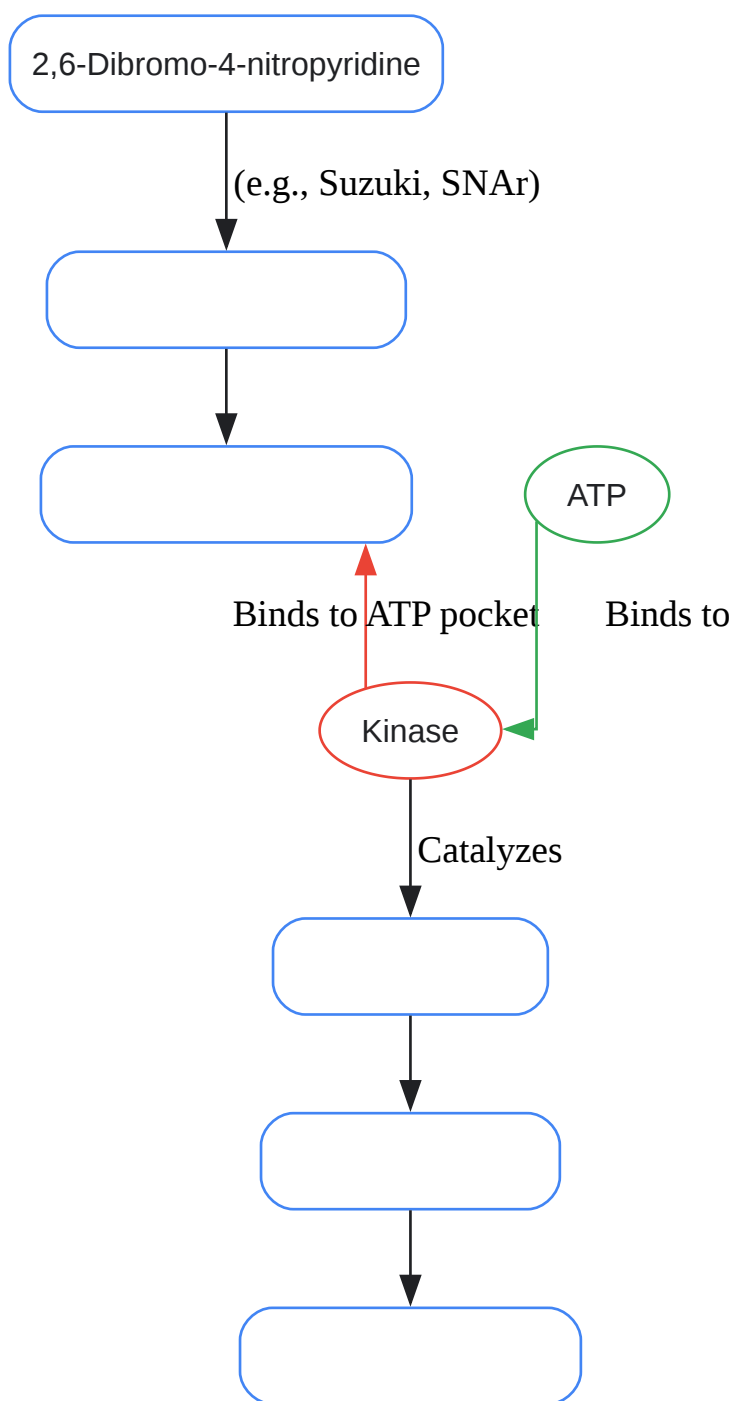 2,6-Dibromo-4-nitropyridine
(e.g., Suzuki, SNAr)
ATP
Binds to ATP pocket
Binds to
Kinase
Catalyzes